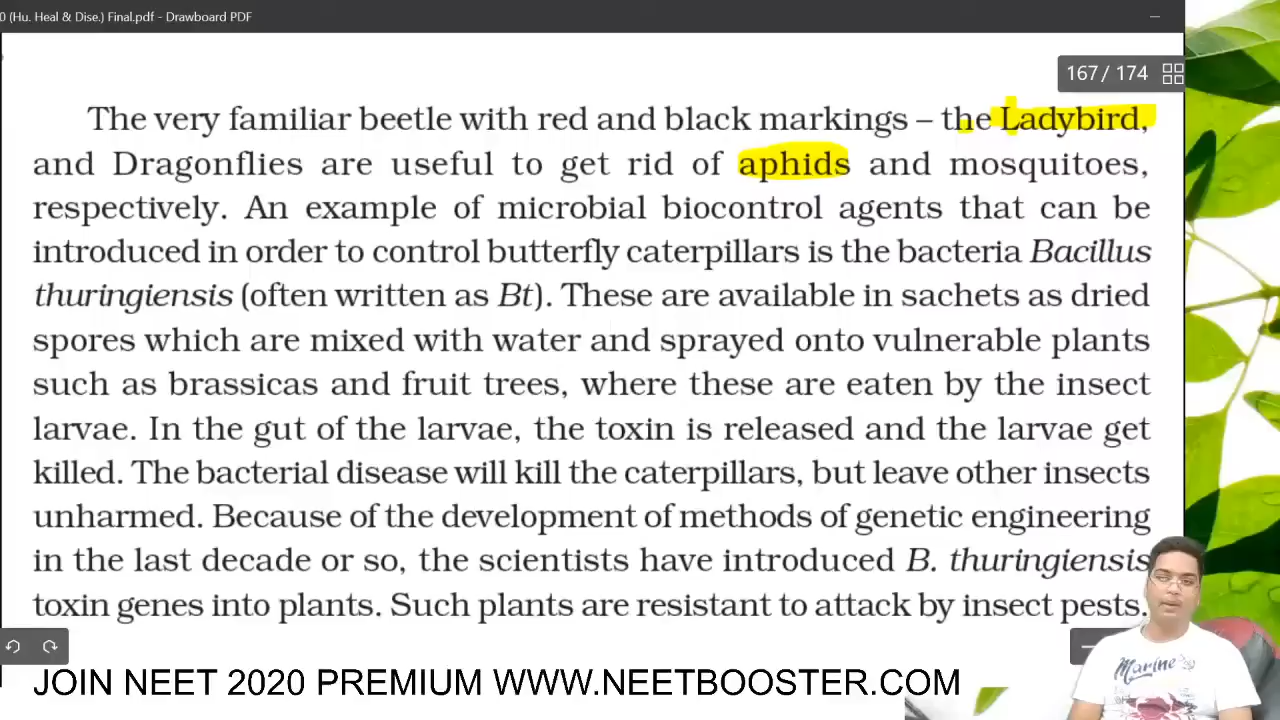 0 (Hu. Heal & Dise.) Final.pdf - Drawboard PDF
167 / 174
The very familiar beetle with red and black markings – the Ladybird,
and Dragonflies are useful to get rid of aphids and mosquitoes,
respectively. An example of microbial biocontrol agents that can be
introduced in order to control butterfly caterpillars is the bacteria Bacillus
thuringiensis (often written as Bt). These are available in sachets as dried
spores which are mixed with water and sprayed onto vulnerable plants
such as brassicas and fruit trees, where these are eaten by the insect
larvae. In the gut of the larvae, the toxin is released and the larvae get
killed. The bacterial disease will kill the caterpillars, but leave other insects
unharmed. Because of the development of methods of genetic engineering
in the last decade or so, the scientists have introduced B. thuringiensis
toxin genes into plants. Such plants are resistant to attack by insect pests.
Marine
JOIN NEET 2020 PREMIUM WWW.NEETBOOSTER.COM